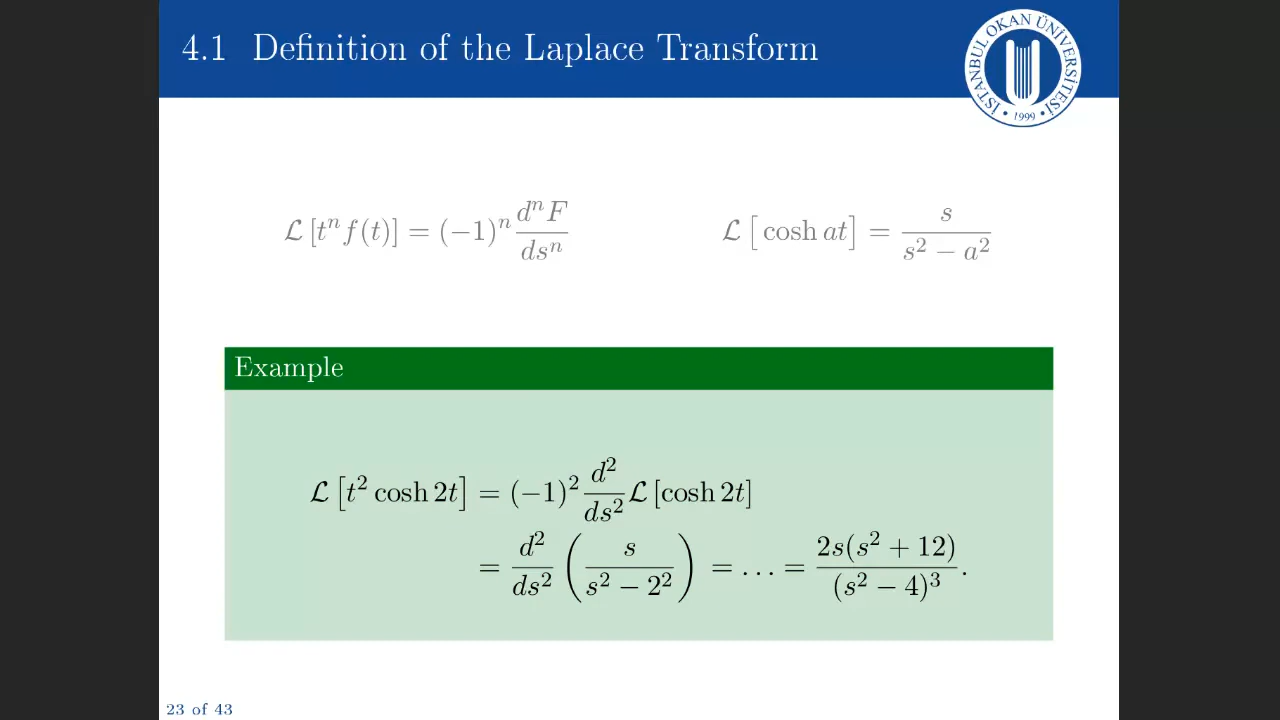 4.1 Definition of the Laplace Transform
İSTANBUL OKAN ÜNİVERSİTESİ
• 1999 •
ℒ [tⁿf(t)] = (−1)ⁿ dⁿF/dsⁿ
ℒ [cosh at] = s/(s² − a²)
Example
ℒ [t² cosh 2t] = (−1)² d²/ds² ℒ [cosh 2t]
= d²/ds² (s/(s² − 2²)) = . . . = 2s(s² + 12)/(s² − 4)³.
23 of 43